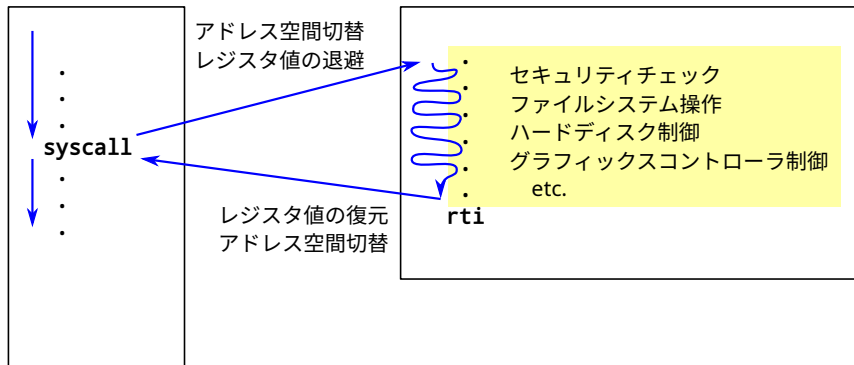 アドレス空間切替
レジスタ値の退避
syscall
セキュリティチェック
ファイルシステム操作
ハードディスク制御
グラフィックスコントローラ制御
etc.
レジスタ値の復元
アドレス空間切替
rti